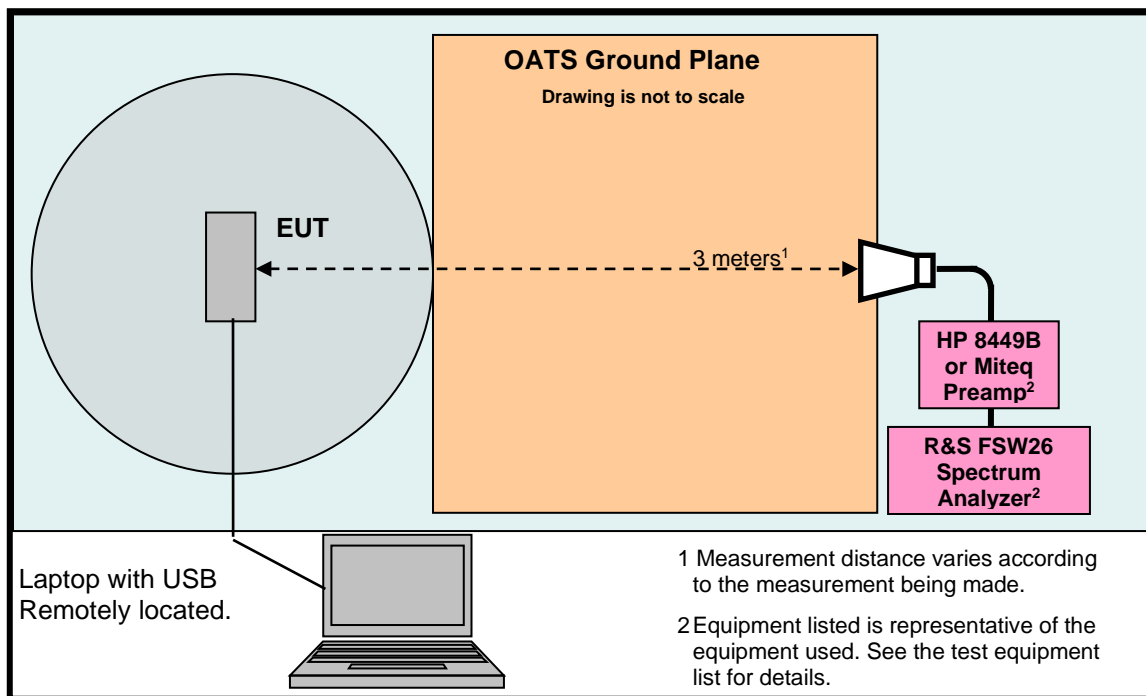 OATS Ground Plane
Drawing is not to scale
EUT
3 meters1
HP 8449B
or Miteq
Preamp2
R&S FSW26
Spectrum
Analyzer2
Laptop with USB
Remotely located.
1 Measurement distance varies according
to the measurement being made.
2 Equipment listed is representative of the
equipment used. See the test equipment
list for details.